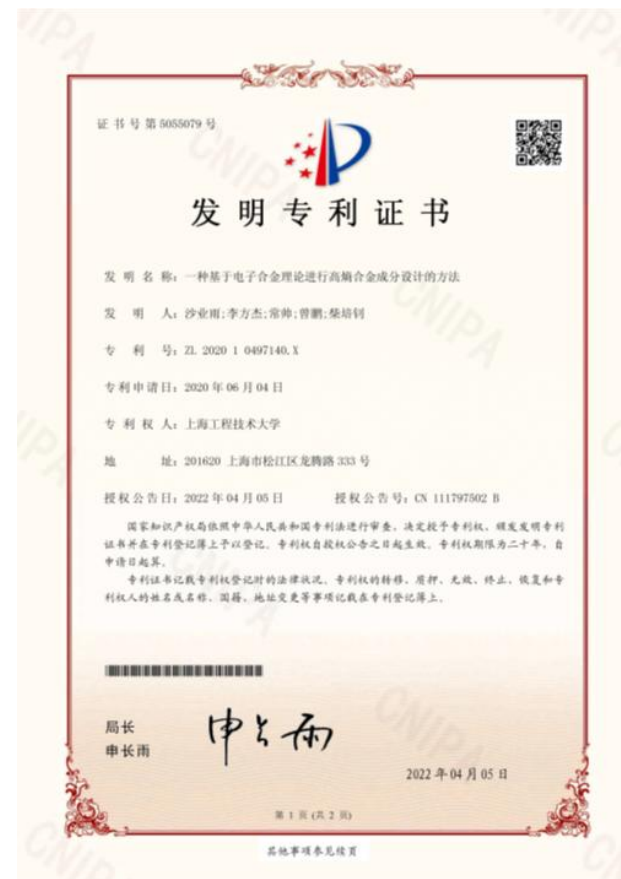 证书号第5055079号
发明专利证书
发明名称:一种基于电子合金理论进行高熵合金成分设计的方法
发明人:沙业雨;李方杰;常帅;曾鹏;柴培钊
专利号:ZL 2020 1 0497140.X
专利申请日:2020年06月04日
专利权人:上海工程技术大学
地址:201620 上海市松江区龙腾路333号
授权公告日:2022年04月05日 授权公告号:CN 111797502 B
国家知识产权局依照中华人民共和国专利法进行审查,决定授予专利权,颁发发明专利
证书并在专利登记簿上予以登记。专利权自授权公告之日起生效。专利权期限为二十年,自
申请日起算。
专利证书记载专利权登记时的法律状况。专利权的转移、质押、无效、终止、恢复和专
利权人的姓名或名称、国籍、地址变更等事项记载在专利登记簿上。
局长
申长雨
申长雨
2022年04月05日
第 1 页 (共 2 页)
其他事项参见续页
CNIPA